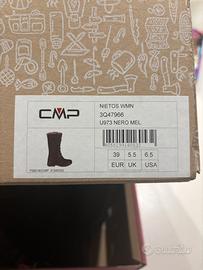 CMP
NIETOS WMN
3Q47966
U973 NERO MEL.
39 5.5 6.5
EUR UK USA